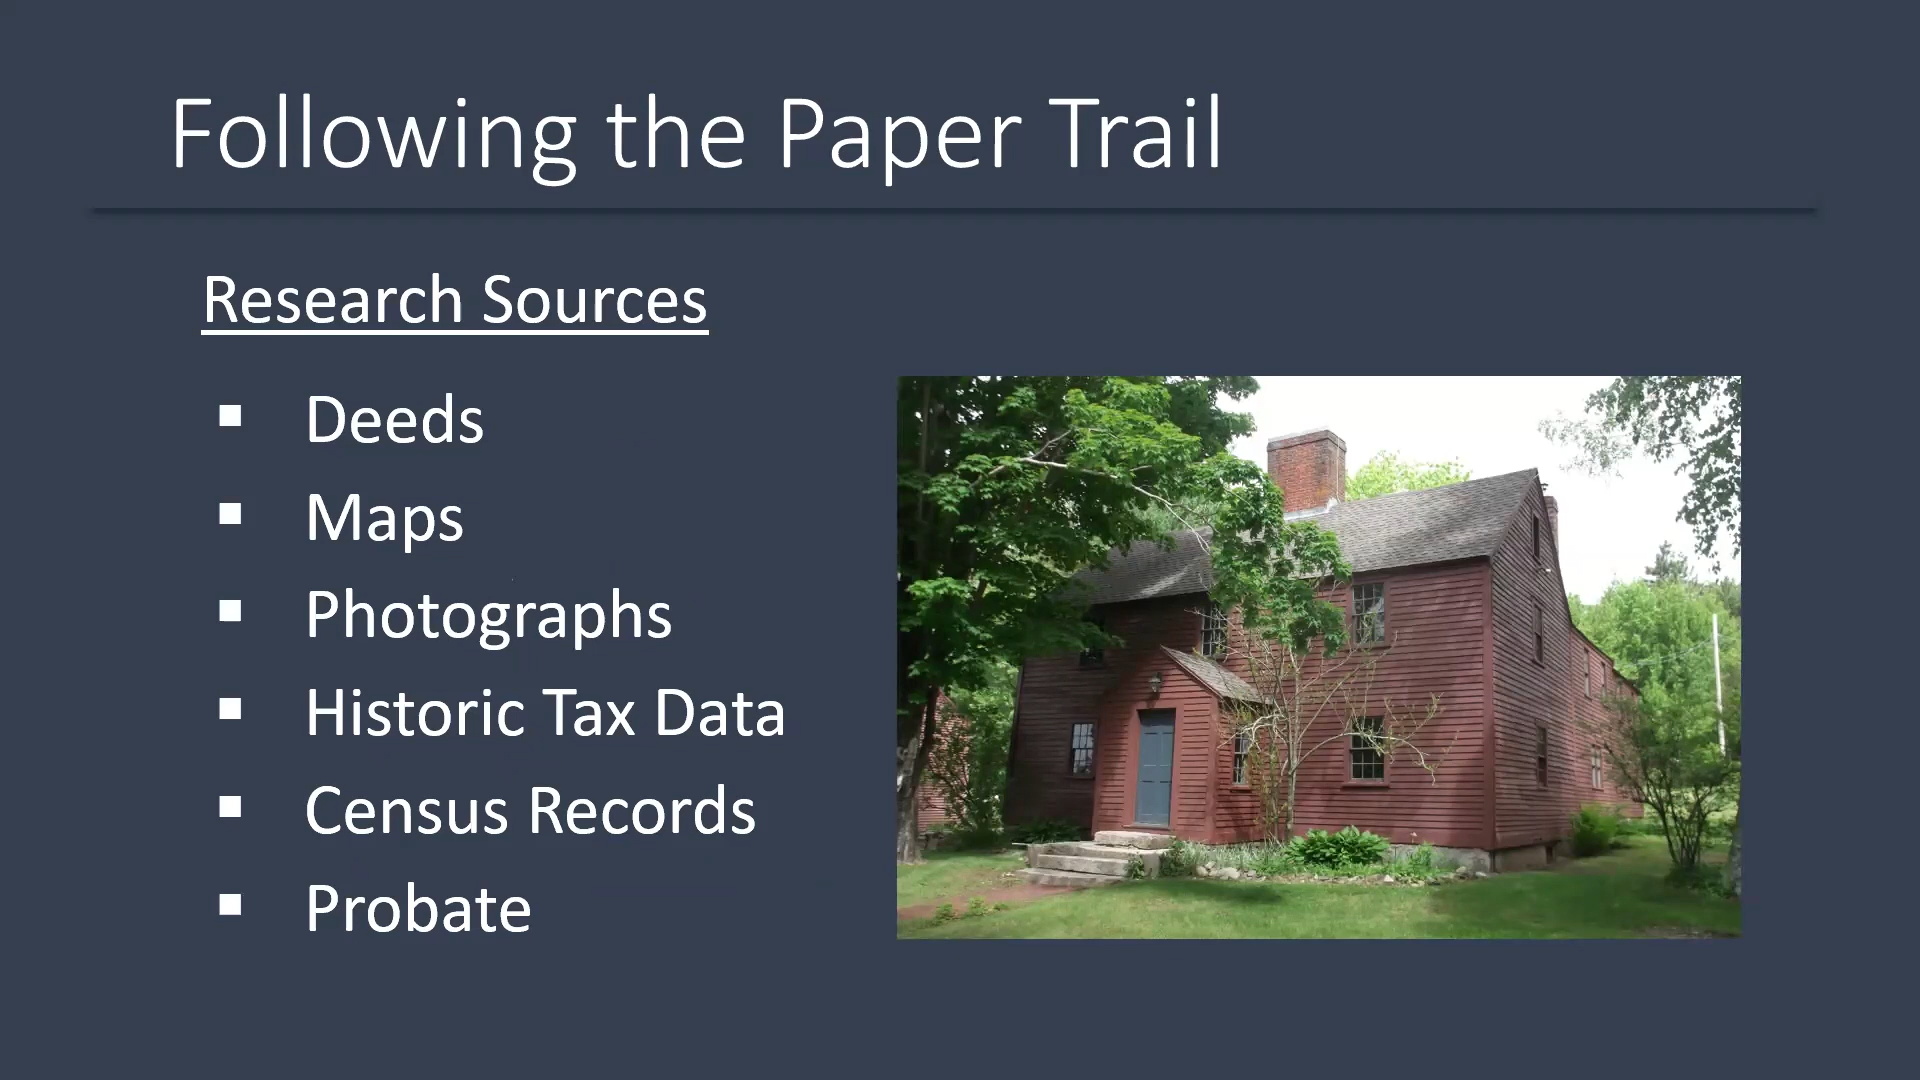 Following the Paper Trail
Research Sources
▪ Deeds
▪ Maps
▪ Photographs
▪ Historic Tax Data
▪ Census Records
▪ Probate